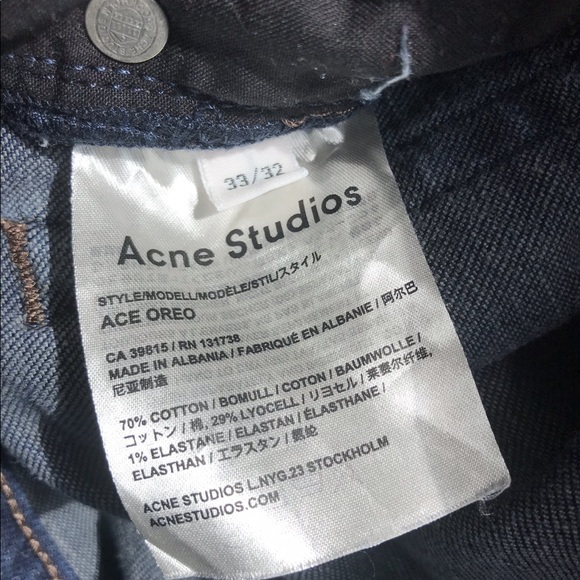 33/32
Acne Studios
STYLE/MODELL/MODÈLE/STIL/スタイル
ACE OREO
CA 39815 / RN 131738
MADE IN ALBANIA / FABRIQUÉ EN ALBANIE / 阿尔巴
尼亚制造
70% COTTON / BOMULL / COTON / BAUMWOLLE /
コットン / 棉, 29% LYOCELL / リヨセル / 莱赛尔纤维,
1% ELASTANE / ELASTAN / ÉLASTHANE /
ELASTHAN / エラスタン / 氨纶
ACNE STUDIOS L.NYG.23 STOCKHOLM
ACNESTUDIOS.COM